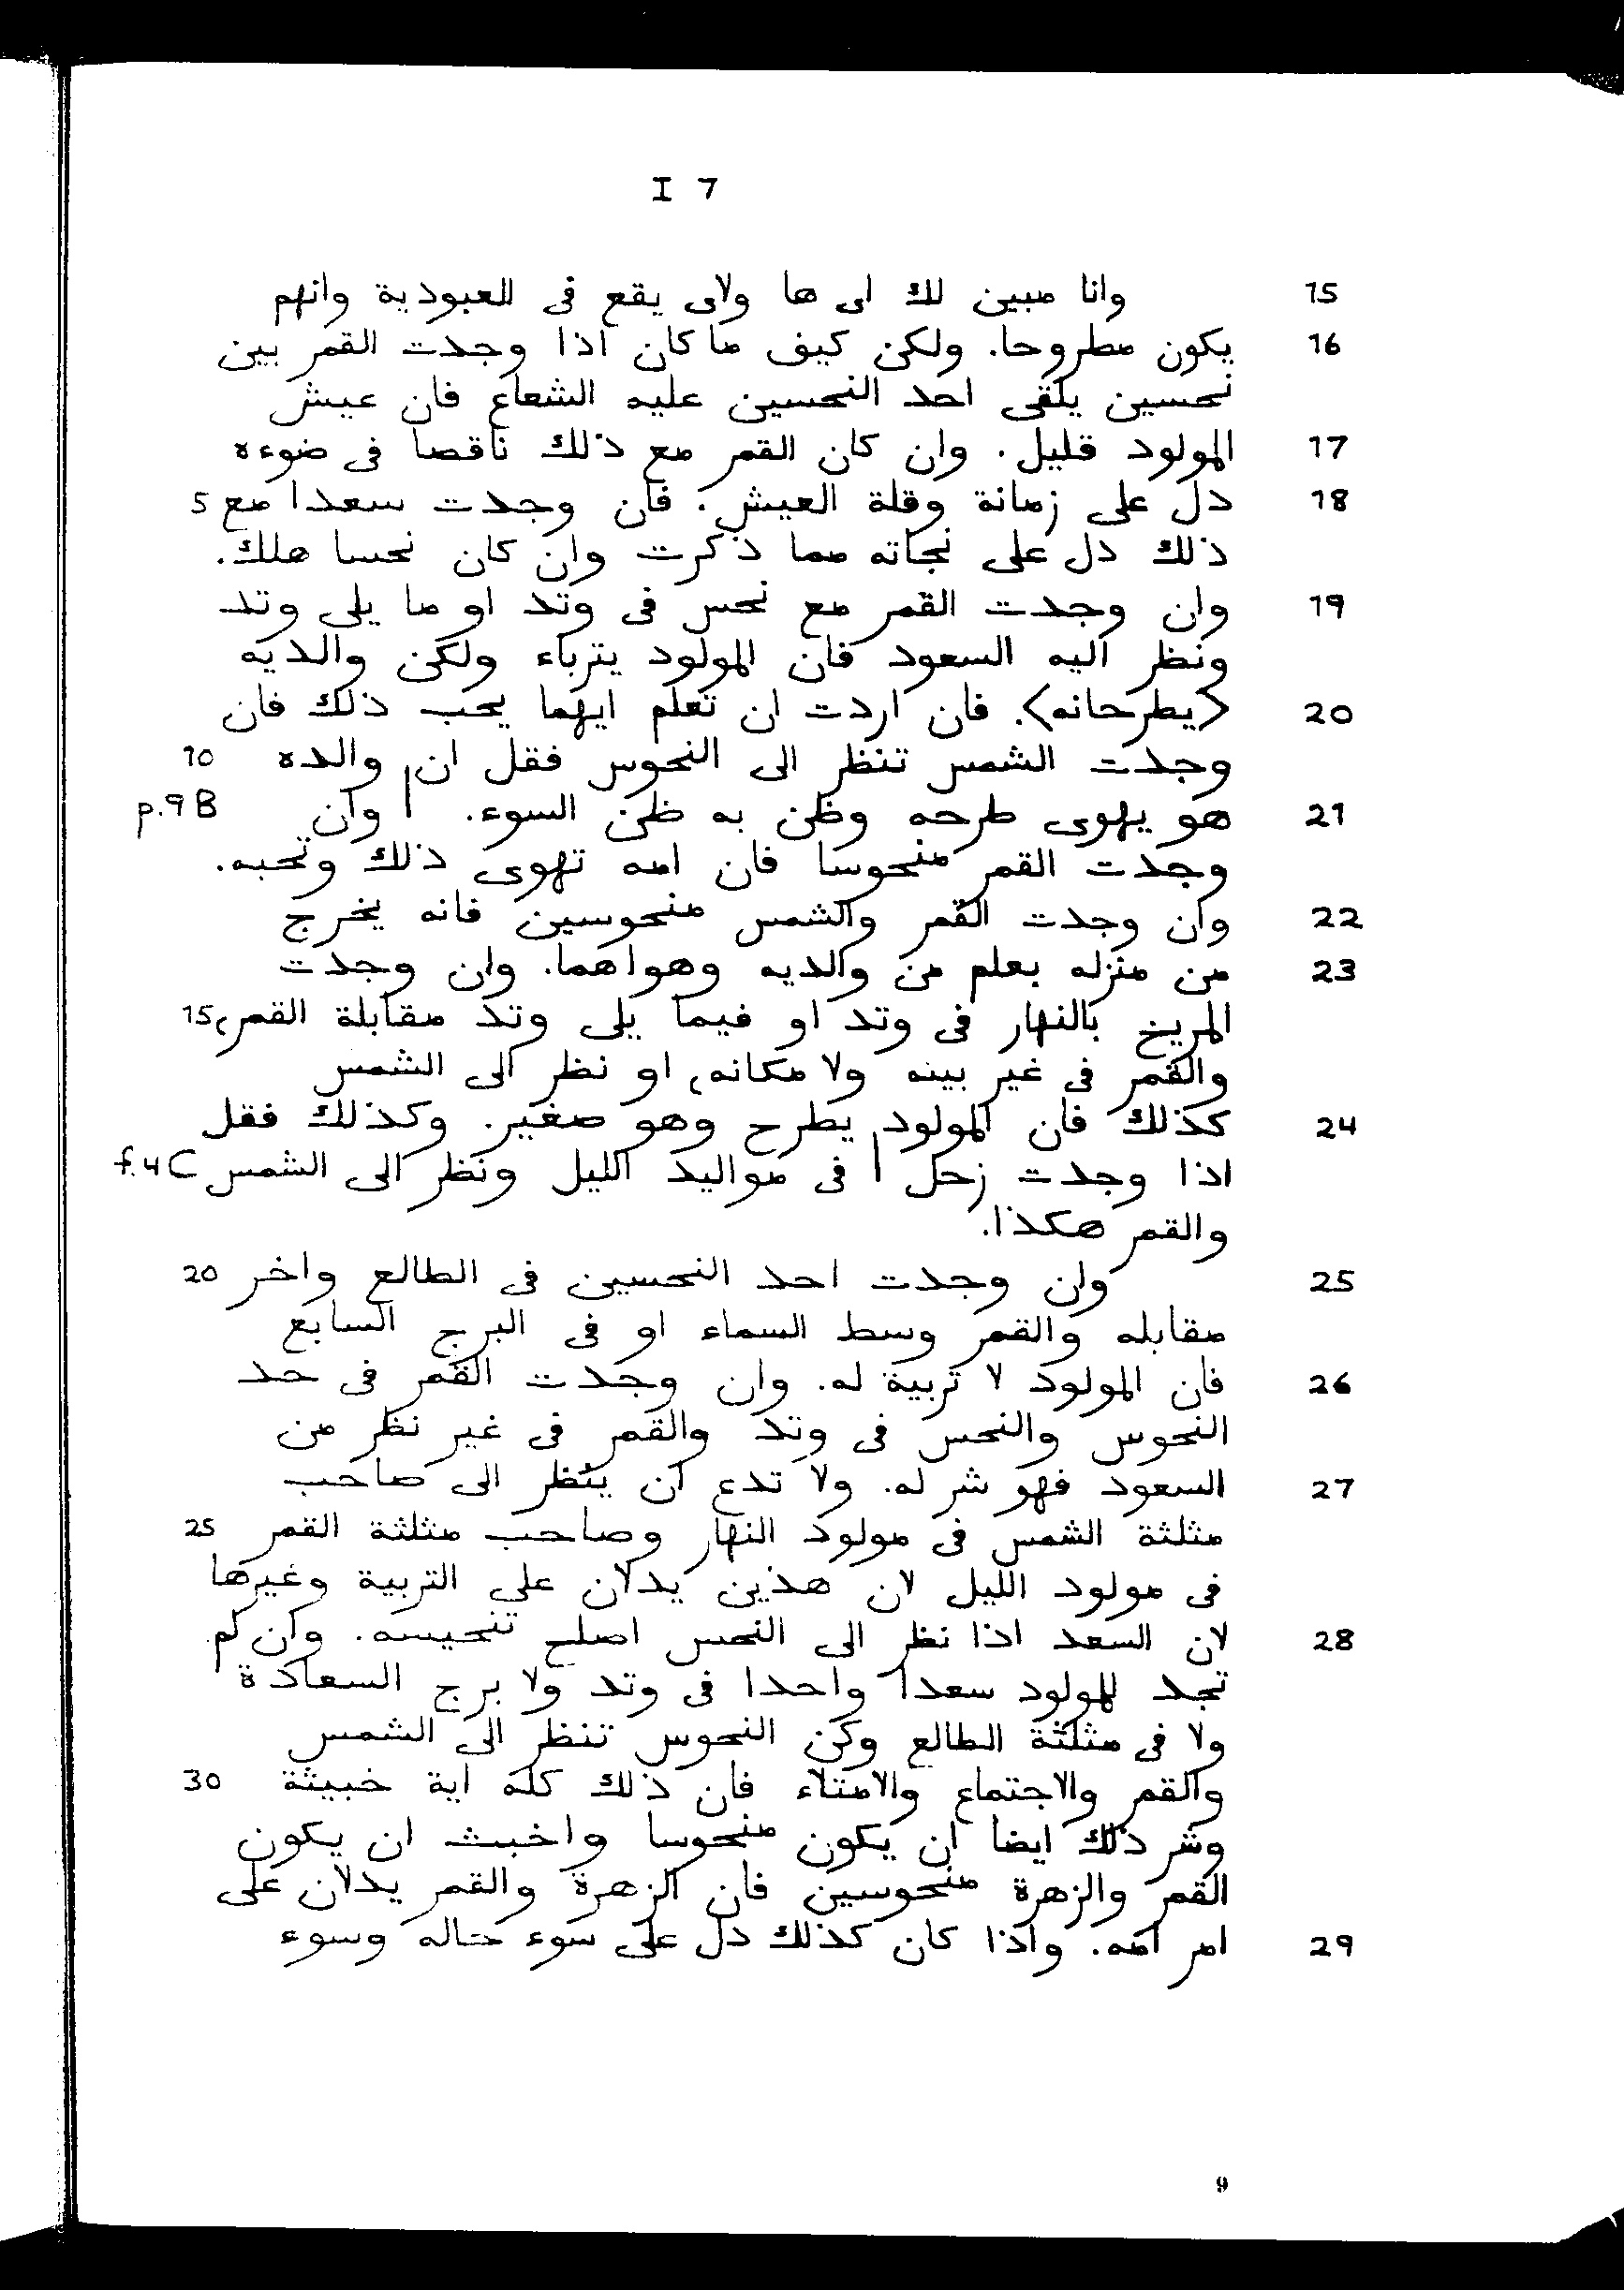 I 7
15 وانا مبين لك اى ها ولاى يقع فى العبودية وانهم
16 يكون مطروحا. ولكن كيف ما كان اذا وجدت القمر بين
نحسين يلقى احد النحسين عليه الشعاع فان عيش
17 المولود قليل. وان كان القمر مع ذلك ناقصا فى ضوءه
18 دل على زمانة وقلة العيش. فان وجدت سعدا مع 5
ذلك دل على نجاته مما ذكرت وان كان نحسا هلك.
19 وان وجدت القمر مع نحس فى وتد او ما يلى وتد
ونظر اليه السعود فان المولود يترباء ولكن والديه
20 <يطرحانه>. فان اردت ان تعلم ايهما يحب ذلك فان
وجدت الشمس تنظر الى النحوس فقل ان والده 10
21 هو يهوى طرحه وظن به ظن السوء. | وان p.9B
وجدت القمر منحوسا فان امه تهوى ذلك وتحبه.
22 وان وجدت القمر والشمس منحوسين فانه يخرج
23 من منزله بعلم من والديه وهواهما. وان وجدت
المريخ بالنهار فى وتد او فيما يلى وتد مقابلة القمر، 15
والقمر فى غير بيته ولا مكانه، او نظر الى الشمس
24 كذلك فان المولود يطرح وهو صغير. وكذلك فقل
اذا وجدت زحل | فى مواليد الليل ونظر الى الشمس f.4C
والقمر هكذا.
25 وان وجدت احد النحسين فى الطالع واخر 20
مقابله والقمر وسط السماء او فى البرج السابع
26 فان المولود لا تربية له. وان وجدت القمر فى حد
النحوس والنحس فى وتد والقمر فى غير نظر من
27 السعود فهو شر له. ولا تدع ان ينظر الى صاحب
مثلثة الشمس فى مولود النهار وصاحب مثلثة القمر 25
فى مولود الليل لان هذين يدلان على التربية وغيرها
28 لان السعد اذا نظر الى النحس اصلح تنحيسه. وان لم
تجد للمولود سعدا واحدا فى وتد ولا برج السعادة
ولا فى مثلثة الطالع وكن النحوس تنظر الى الشمس
والقمر والاجتماع والامتلاء فان ذلك كله اية خبيثة 30
وشر ذلك ايضا ان يكون منحوسا واخبث ان يكون
القمر والزهرة منحوسين فان الزهرة والقمر يدلان على
29 امر امه. واذا كان كذلك دل على سوء حاله وسوء
9